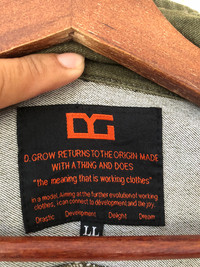 DG
D. GROW RETURNS TO THE ORIGIN MADE
WITH A THING AND DOES
"the meaning that is working clothes"
In a model, Aiming at the further evolution of working
clothes, I can connect to development and the joy.
Drastic Development Delight Dream
LL